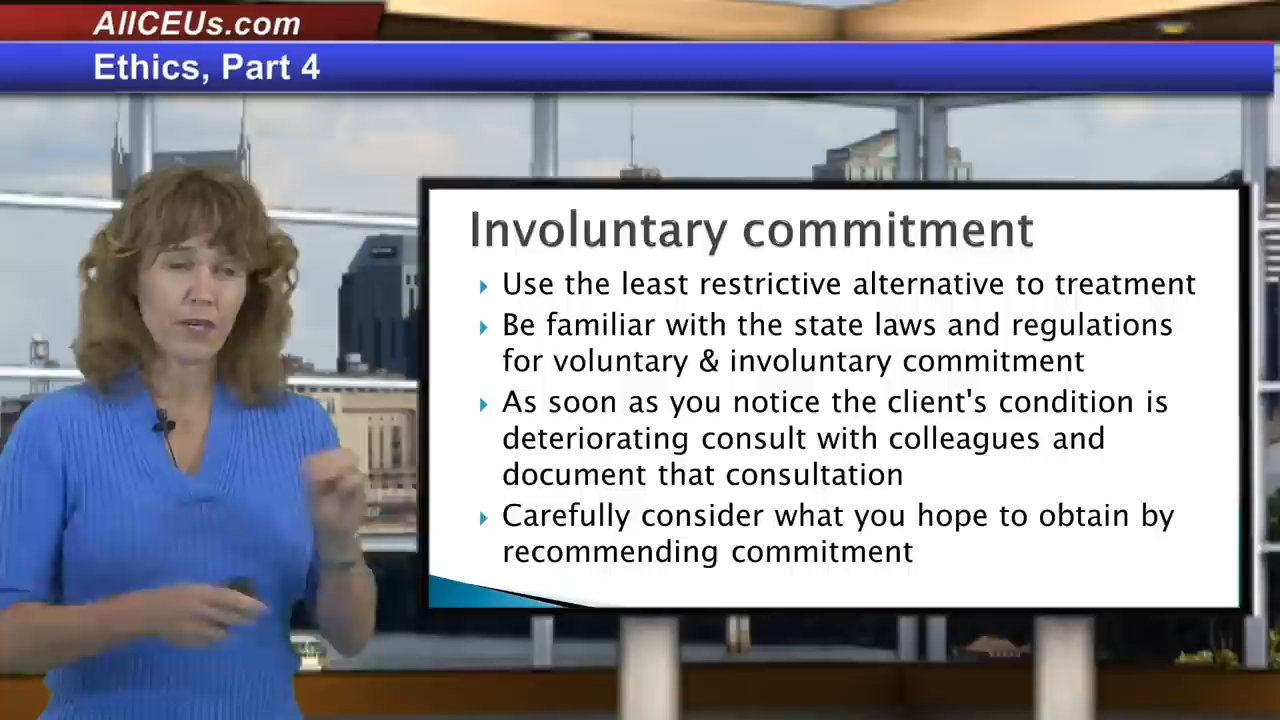 AllCEUs.com
Ethics, Part 4
Involuntary commitment
Use the least restrictive alternative to treatment
Be familiar with the state laws and regulations
for voluntary & involuntary commitment
As soon as you notice the client's condition is
deteriorating consult with colleagues and
document that consultation
Carefully consider what you hope to obtain by
recommending commitment